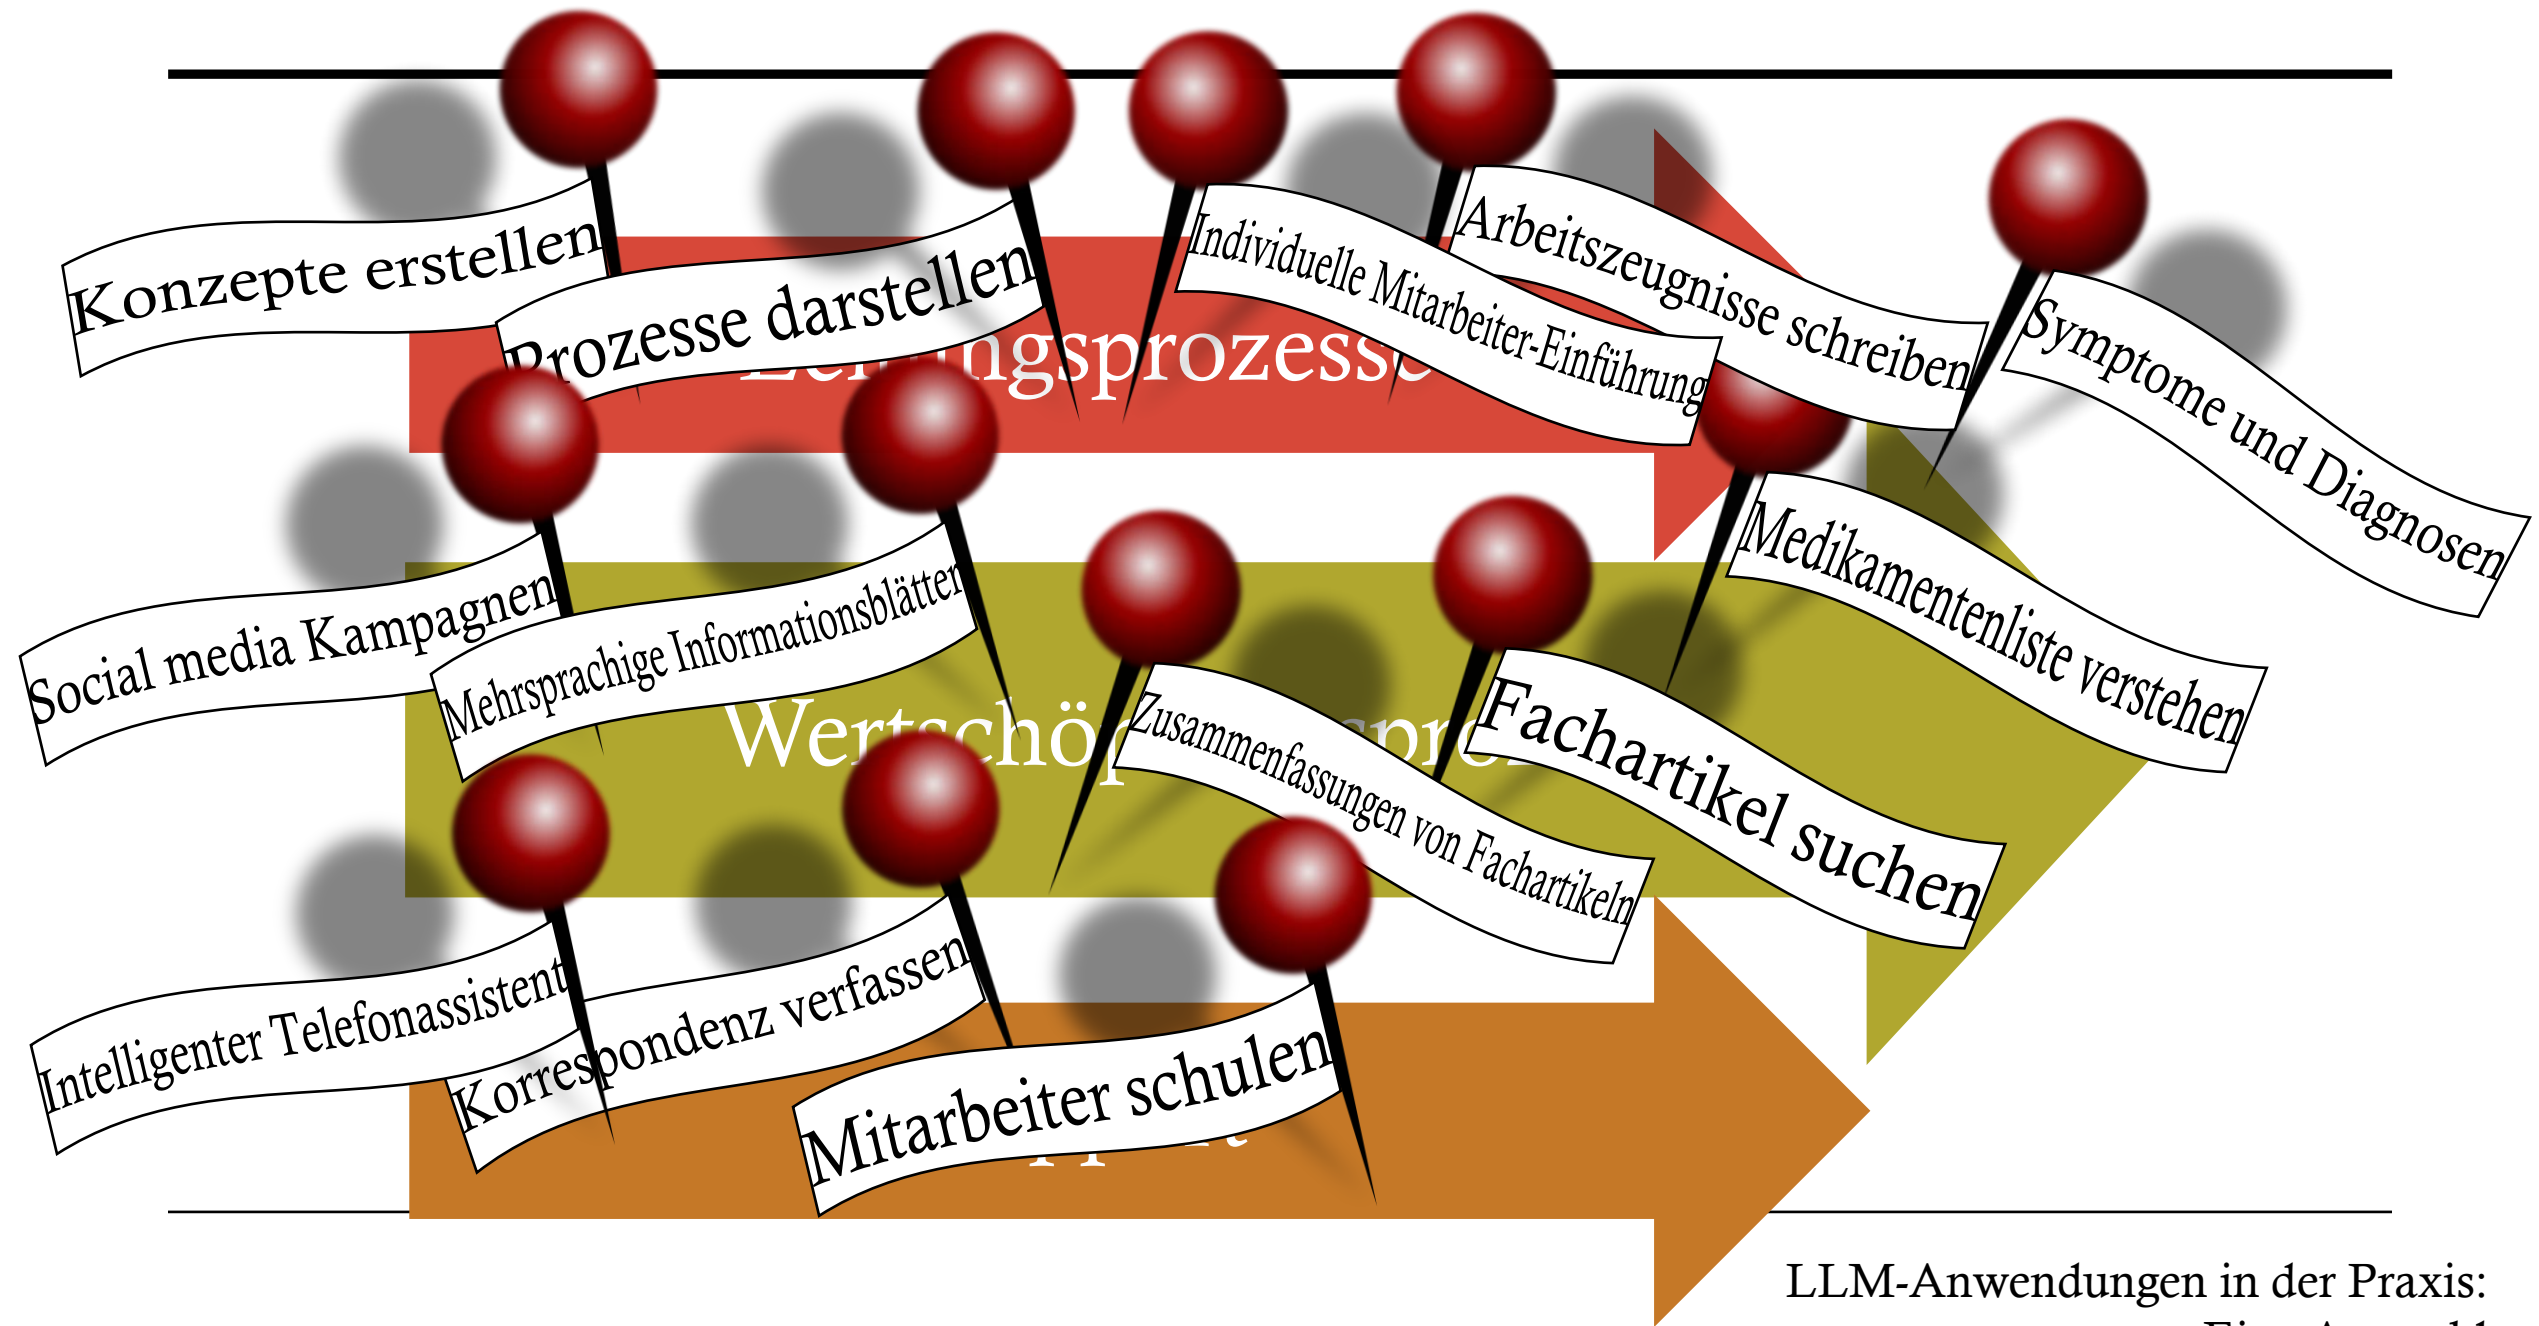 Konzepte erstellen
Prozesse darstellen
Individuelle Mitarbeiter-Einführung
Arbeitszeugnisse schreiben
Symptome und Diagnosen
Social media Kampagnen
Mehrsprachige Informationsblätter
Medikamentenliste verstehen
Zusammenfassungen von Fachartikeln
Fachartikel suchen
Intelligenter Telefonassistent
Korrespondenz verfassen
Mitarbeiter schulen
LLM-Anwendungen in der Praxis: